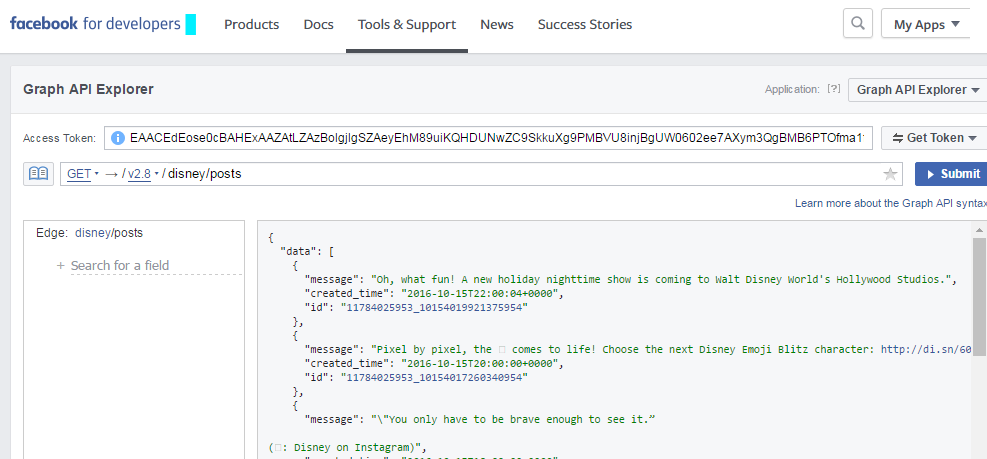 facebook for developers Products Docs Tools & Support News Success Stories My Apps
Graph API Explorer Application: [?] Graph API Explorer
Access Token: EAACEdEose0cBAHExAAZAtLZAzBolgjlgSZAeyEhM89uiKQHDUNwZC9SkkuXg9PMBVU8injBgUW0602ee7AXym3QgBMB6PTOfma1 Get Token
GET → / v2.8 / disney/posts Submit
Learn more about the Graph API syntax
Edge: disney/posts
+ Search for a field
{
"data": [
{
"message": "Oh, what fun! A new holiday nighttime show is coming to Walt Disney World's Hollywood Studios.",
"created_time": "2016-10-15T22:00:04+0000",
"id": "11784025953_10154019921375954"
},
{
"message": "Pixel by pixel, the □ comes to life! Choose the next Disney Emoji Blitz character: http://di.sn/60
"created_time": "2016-10-15T20:00:00+0000",
"id": "11784025953_10154017260340954"
},
{
"message": "\"You only have to be brave enough to see it.”
(□: Disney on Instagram)",